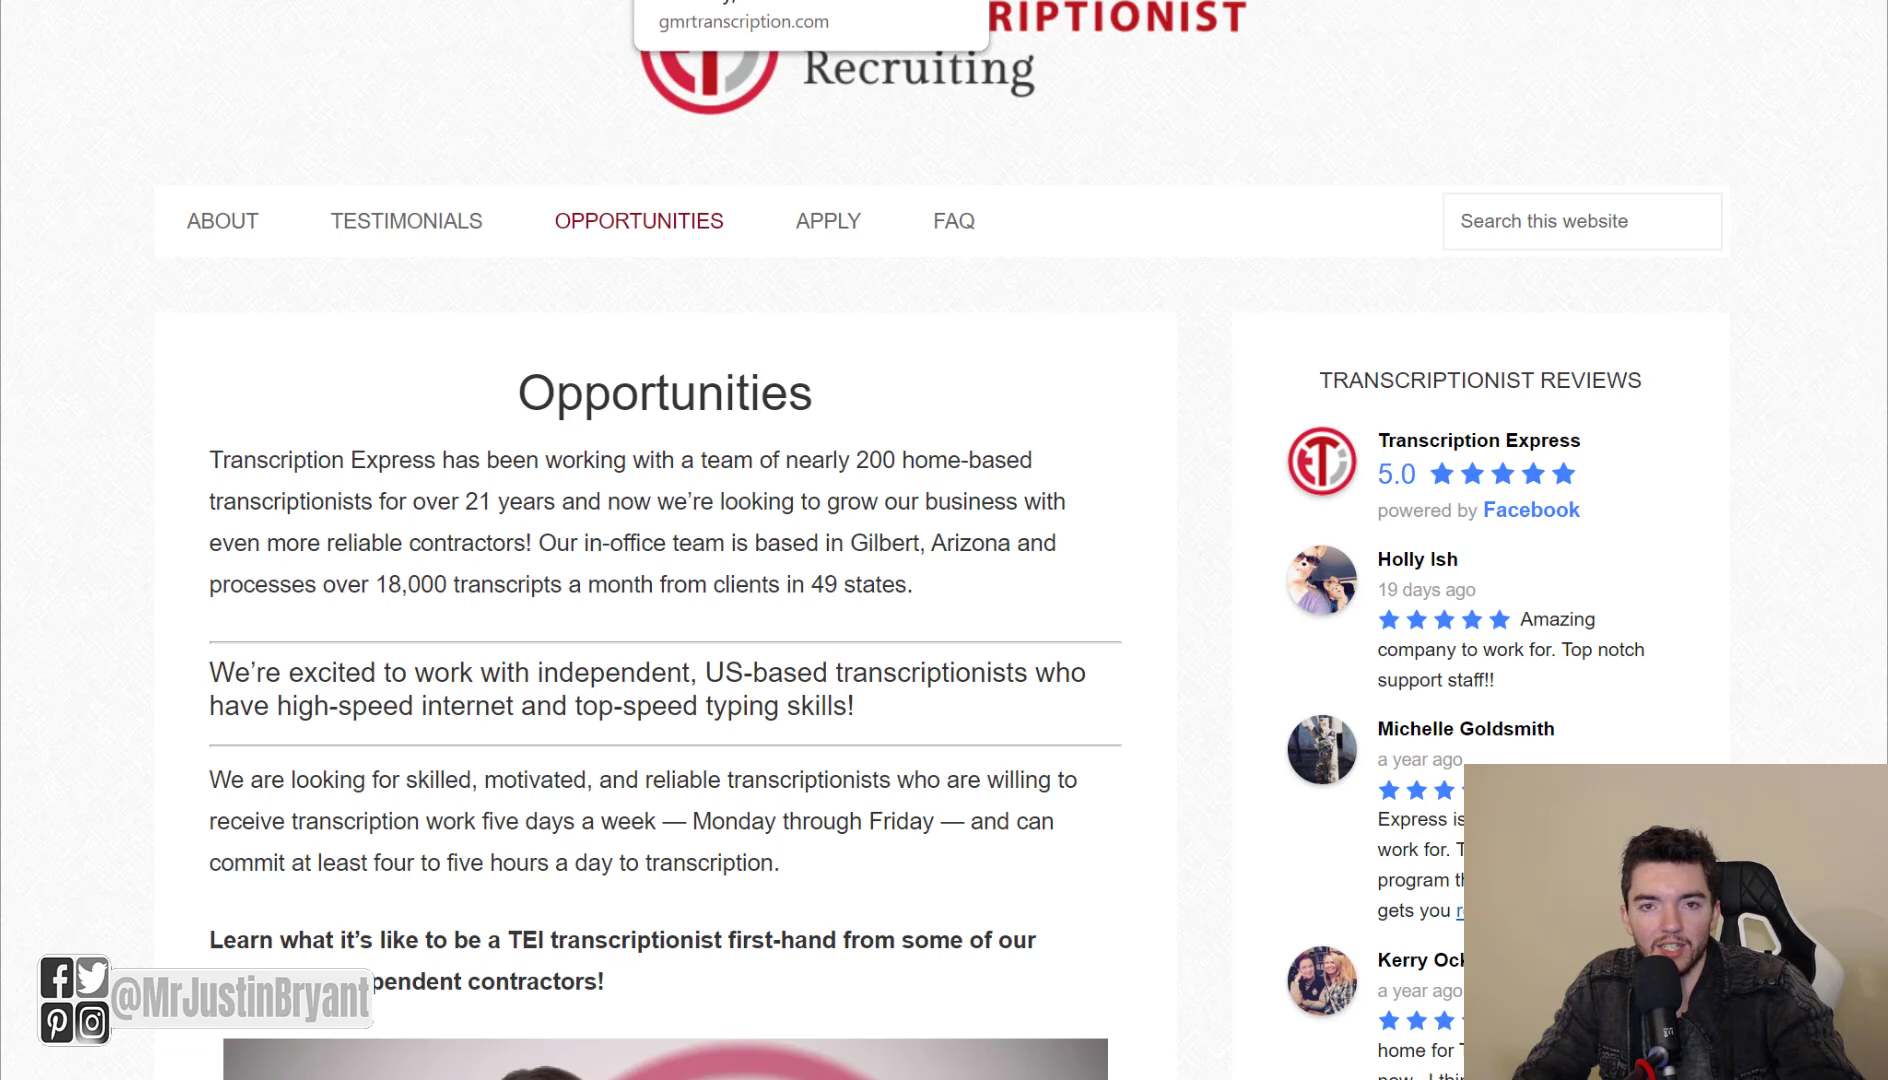 gmrtranscription.com
RIPTIONIST
Recruiting
ABOUT TESTIMONIALS OPPORTUNITIES APPLY FAQ
Search this website
Opportunities
Transcription Express has been working with a team of nearly 200 home-based
transcriptionists for over 21 years and now we’re looking to grow our business with
even more reliable contractors! Our in-office team is based in Gilbert, Arizona and
processes over 18,000 transcripts a month from clients in 49 states.
We’re excited to work with independent, US-based transcriptionists who
have high-speed internet and top-speed typing skills!
We are looking for skilled, motivated, and reliable transcriptionists who are willing to
receive transcription work five days a week — Monday through Friday — and can
commit at least four to five hours a day to transcription.
Learn what it’s like to be a TEI transcriptionist first-hand from some of our
pendent contractors!
TRANSCRIPTIONIST REVIEWS
Transcription Express
5.0
powered by Facebook
Holly Ish
19 days ago
Amazing
company to work for. Top notch
support staff!!
Michelle Goldsmith
a year ago
Express is
work for. T
program th
gets you
Kerry Ock
a year ago
home for
@MrJustinBryant